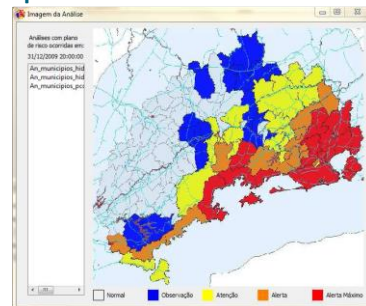 Imagem da Análise
Análises com plano
de risco ocorridas em:
31/12/2009 20:00:00
An_municipios_hid
An_municipios_hid
An_municipios_pcd
Normal
Observação
Atenção
Alerta
Alerta Máximo